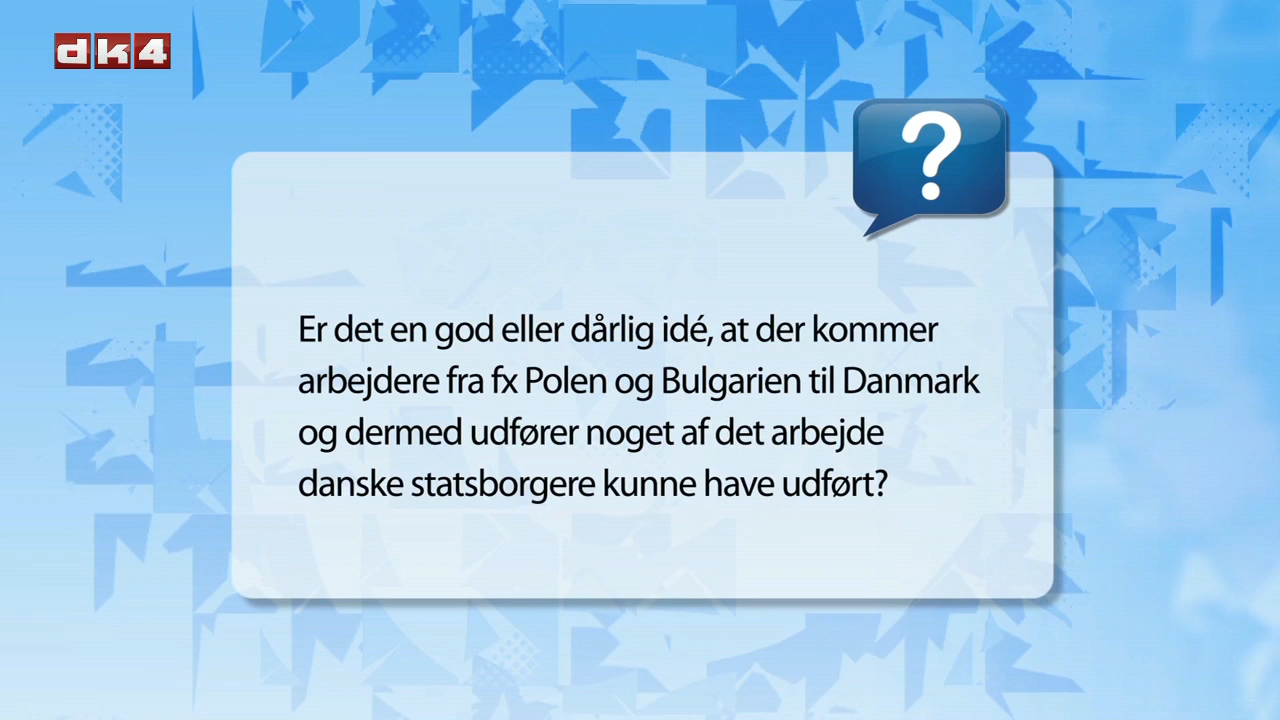 dk4
?
Er det en god eller dårlig idé, at der kommer
arbejdere fra fx Polen og Bulgarien til Danmark
og dermed udfører noget af det arbejde
danske statsborgere kunne have udført?